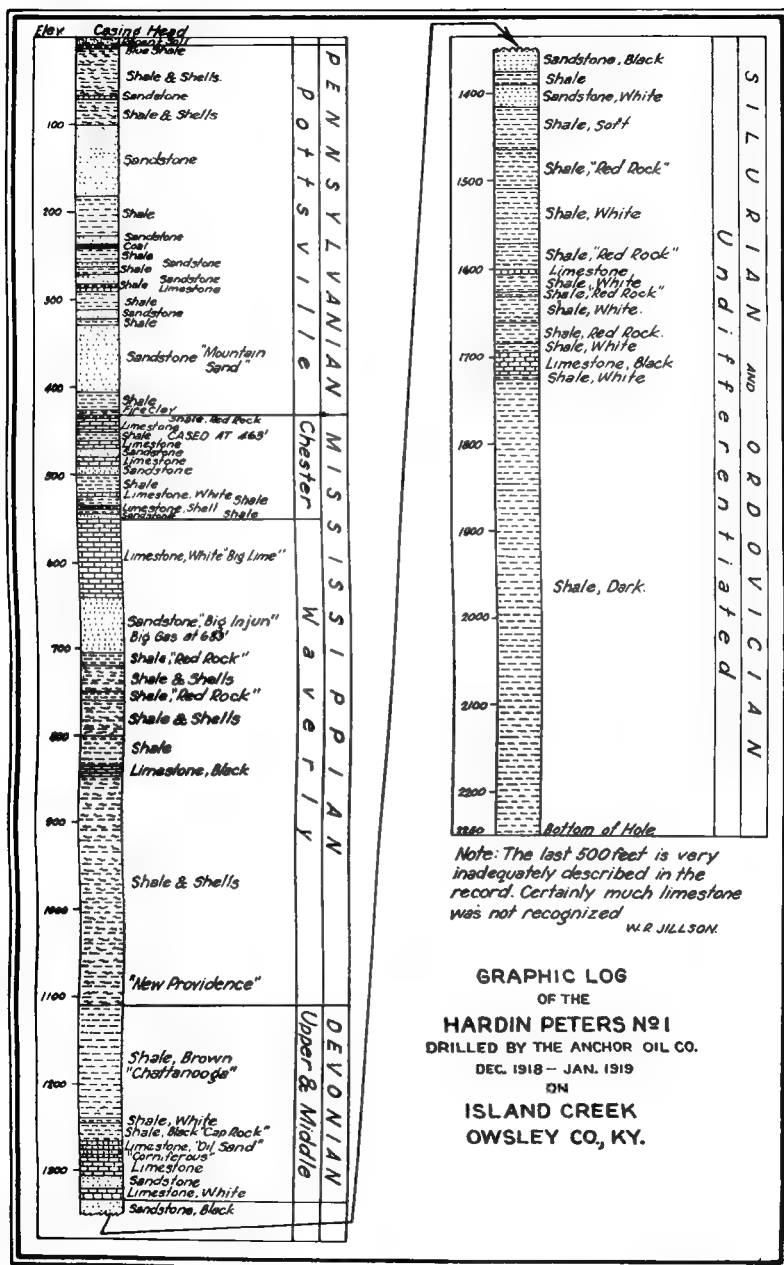 Elev. Casing Head
Blue Shale
Shale & Shells
Sandstone
Shale & Shells
100
Sandstone
200
Shale
Sandstone
Coal
Shale
Sandstone
Shale
Sandstone
Shale
Limestone
300
Shale
Sandstone
Shale
Sandstone "Mountain
Sand"
400
Shale
Fireclay
Shale, Red Rock
Limestone
Shale CASED AT 463'
Limestone
Sandstone
Limestone
Sandstone
500
Shale
Limestone, White Shale
Limestone, Shell
Sandstone Shale
600
Limestone, White "Big Lime"
Sandstone, "Big Injun"
Big Gas at 683'
700
Shale, "Red Rock"
Shale & Shells
Shale, "Red Rock"
Shale & Shells
800
Shale
Limestone, Black
900
Shale & Shells
1000
"New Providence"
1100
Shale, Brown
"Chattanooga"
1200
Shale, White
Shale, Black "Cap Rock"
Limestone, "Oil Sand"
"Corniferous"
1300
Limestone
Sandstone
Limestone, White
Sandstone, Black
Pottsville
PENNSYLVANIAN
Chester
Waverly
MISSISSIPPIAN
Upper & Middle
DEVONIAN
Sandstone, Black
Shale
1400
Sandstone, White
Shale, Soft
1500
Shale, "Red Rock"
Shale, White
Shale, "Red Rock"
1600
Limestone
Shale, White
Shale, "Red Rock"
Shale, White.
Shale, Red Rock.
Shale, White
1700
Limestone, Black
Shale, White
1800
1900
Shale, Dark.
2000
2100
2200
2250
Bottom of Hole
Undifferentiated
SILURIAN AND ORDOVICIAN
Note: The last 500 feet is very
inadequately described in the
record. Certainly much limestone
was not recognized
W.R. JILLSON.
GRAPHIC LOG
OF THE
HARDIN PETERS Nº1
DRILLED BY THE ANCHOR OIL CO.
DEC. 1918 - JAN. 1919
ON
ISLAND CREEK
OWSLEY CO., KY.